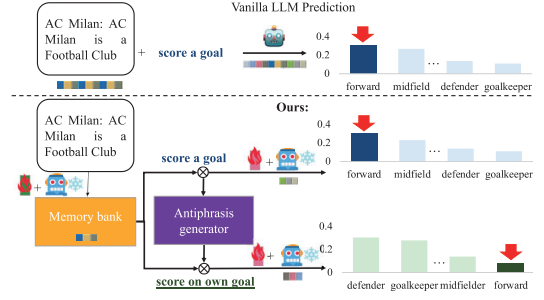 Vanilla LLM Prediction
AC Milan: AC
Milan is a
Football Club
+ score a goal
0.4
0.2
0
...
forward midfield defender goalkeeper
Ours:
AC Milan: AC
Milan is a
Football Club
+
Memory bank
score a goal
+
Antiphrasis
generator
score on own goal
+
0.4
0.2
0
...
forward midfield defender goalkeeper
0.4
0.2
0
...
defender goalkeeper midfielder forward